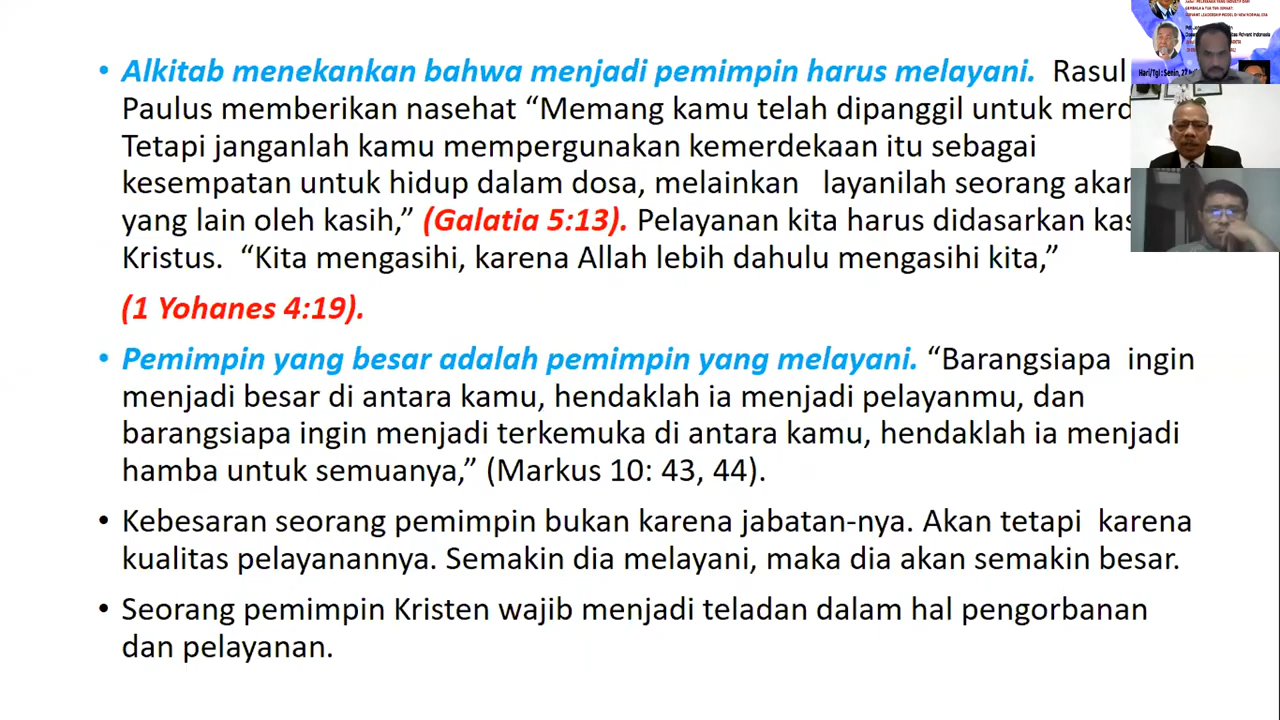 • Alkitab menekankan bahwa menjadi pemimpin harus melayani. Rasul
Paulus memberikan nasehat “Memang kamu telah dipanggil untuk
Tetapi janganlah kamu mempergunakan kemerdekaan itu sebagai
kesempatan untuk hidup dalam dosa, melainkan layanilah seorang akan
yang lain oleh kasih,” (Galatia 5:13). Pelayanan kita harus didasarkan
Kristus. “Kita mengasihi, karena Allah lebih dahulu mengasihi kita,”
(1 Yohanes 4:19).
• Pemimpin yang besar adalah pemimpin yang melayani. “Barangsiapa ingin
menjadi besar di antara kamu, hendaklah ia menjadi pelayanmu, dan
barangsiapa ingin menjadi terkemuka di antara kamu, hendaklah ia menjadi
hamba untuk semuanya,” (Markus 10: 43, 44).
• Kebesaran seorang pemimpin bukan karena jabatan-nya. Akan tetapi karena
kualitas pelayanannya. Semakin dia melayani, maka dia akan semakin besar.
• Seorang pemimpin Kristen wajib menjadi teladan dalam hal pengorbanan
dan pelayanan.
Hari/Tgl : Senin, 27